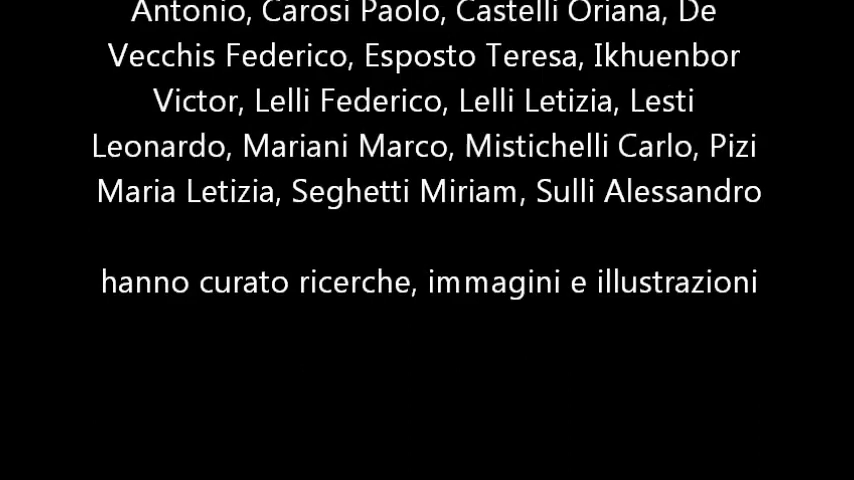 Antonio, Carosi Paolo, Castelli Oriana, De
Vecchis Federico, Esposto Teresa, Ikhuenbor
Victor, Lelli Federico, Lelli Letizia, Lesti
Leonardo, Mariani Marco, Mistichelli Carlo, Pizi
Maria Letizia, Seghetti Miriam, Sulli Alessandro
hanno curato ricerche, immagini e illustrazioni